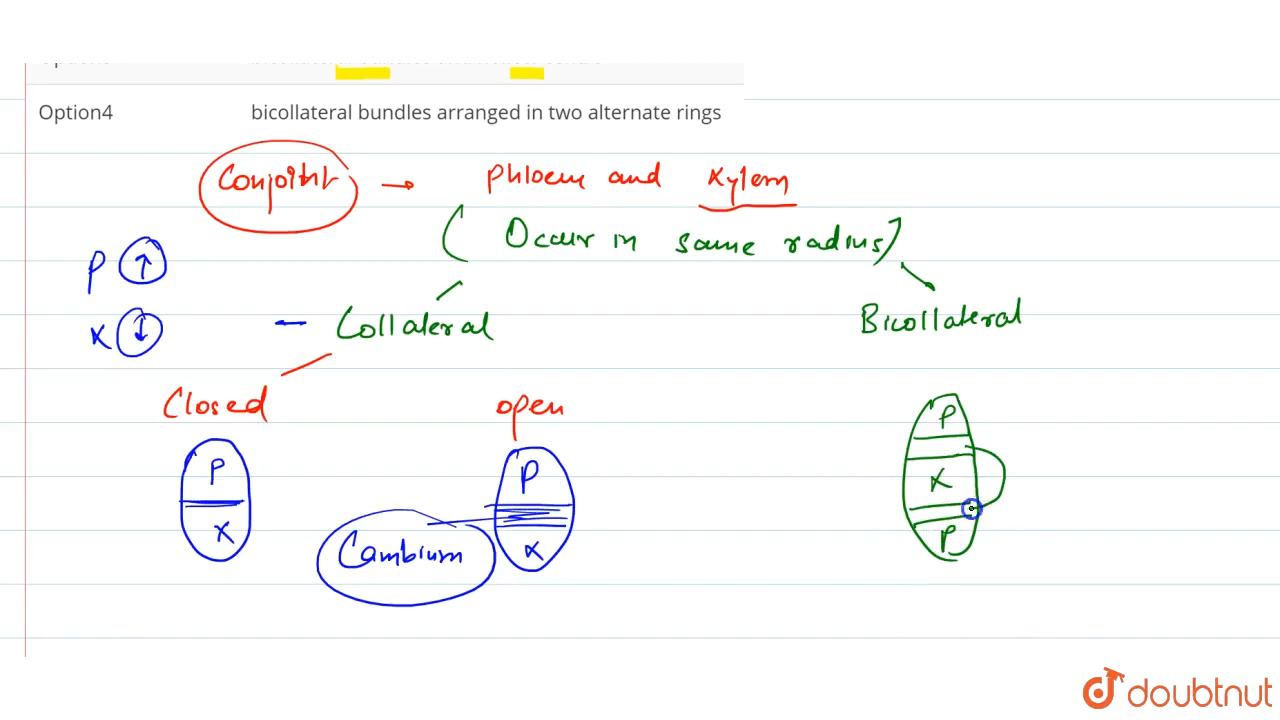 Option4 bicollateral bundles arranged in two alternate rings
Conjoint → Phloem and xylem
(Occur in same radius)
P ↑
x ↓ - Collateral Bicollateral
Closed open
P P P
x
x Cambium x P
doubtnut